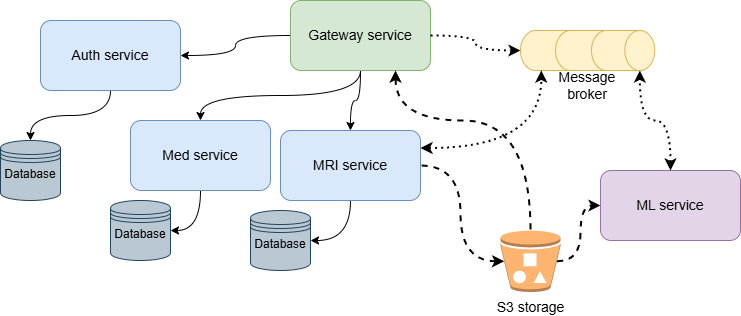 Gateway service
Auth service
Message
broker
Database
Med service
MRI service
ML service
Database
Database
S3 storage